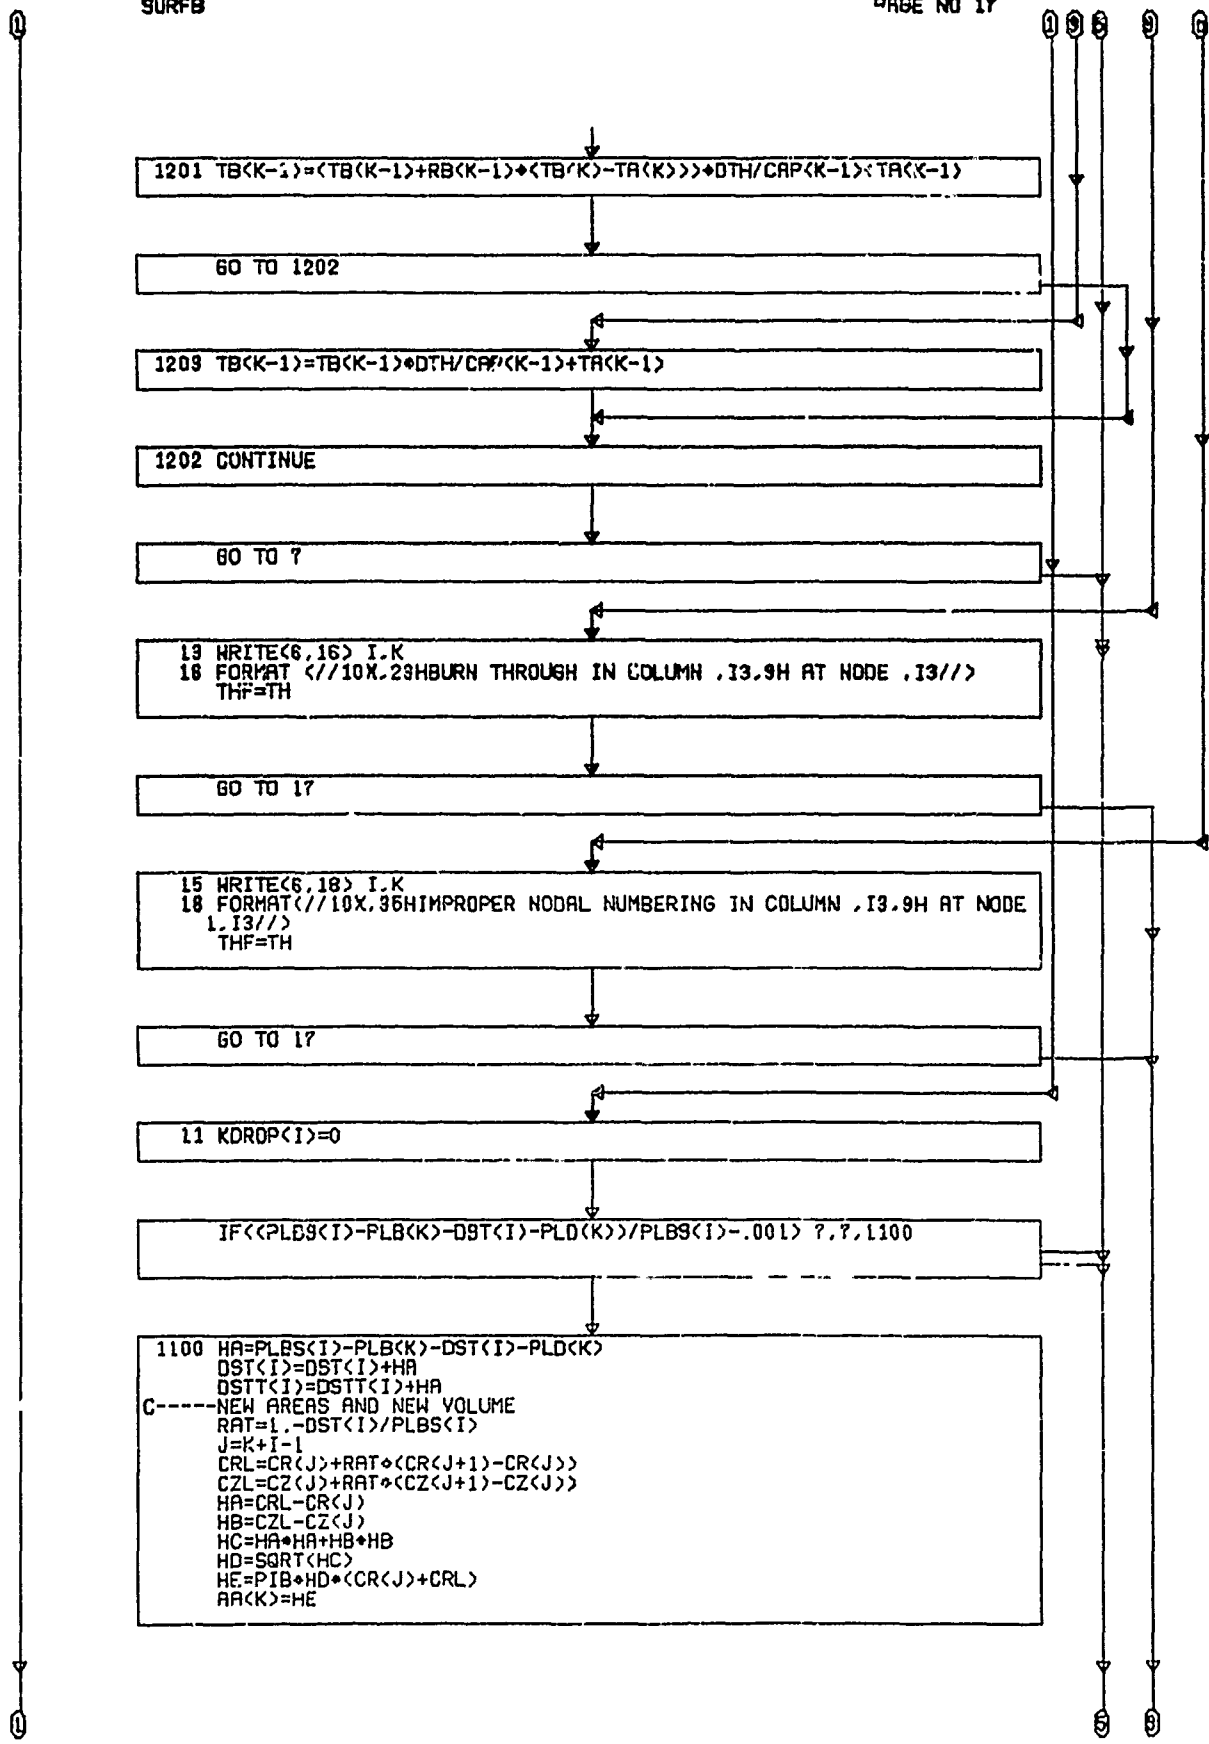 SURFB
PAGE NO 17
1201 TB(K-1)=(TB(K-1)+RB(K-1)*(TB(K)-TA(K)))*DTH/CAP(K-1)+TA(K-1)
GO TO 1202
1203 TB(K-1)=TB(K-1)*DTH/CAP(K-1)+TA(K-1)
1202 CONTINUE
GO TO 7
13 WRITE(6,16) I,K
16 FORMAT (//10X,23HBURN THROUGH IN COLUMN ,I3,9H AT NODE ,I3//)
THF=TH
GO TO 17
15 WRITE(6,18) I,K
18 FORMAT(//10X,35HIMPROPER NODAL NUMBERING IN COLUMN ,I3,9H AT NODE
1,I3//)
THF=TH
GO TO 17
11 KDROP(I)=0
IF((PLBS(I)-PLB(K)-DST(I)-PLD(K))/PLBS(I)-.001) 7,7,1100
1100 HA=PLBS(I)-PLB(K)-DST(I)-PLD(K)
DST(I)=DST(I)+HA
DSTT(I)=DSTT(I)+HA
C-----NEW AREAS AND NEW VOLUME
RAT=1.-DST(I)/PLBS(I)
J=K+I-1
CRL=CR(J)+RAT*(CR(J+1)-CR(J))
CZL=CZ(J)+RAT*(CZ(J+1)-CZ(J))
HA=CRL-CR(J)
HB=CZL-CZ(J)
HC=HA*HA+HB*HB
HD=SQRT(HC)
HE=PIB*HD*(CR(J)+CRL)
AA(K)=HE